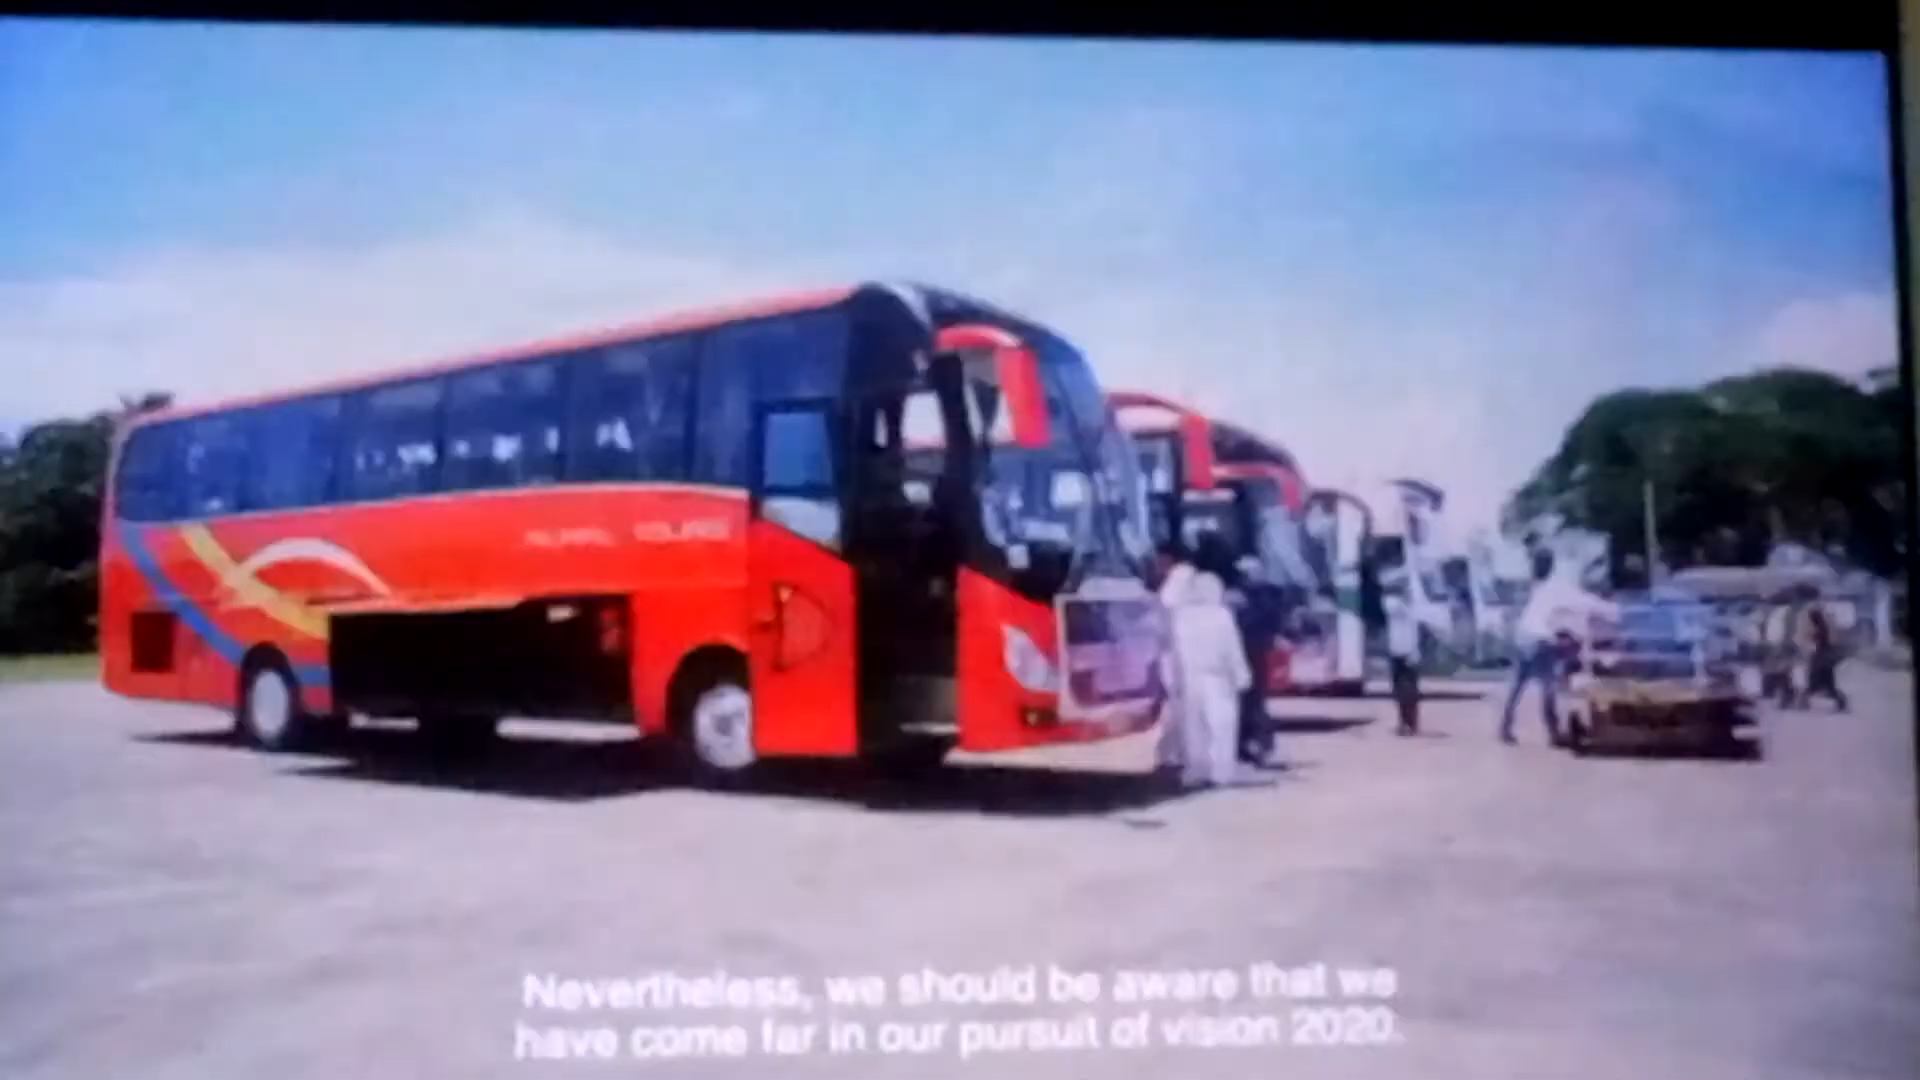 Nevertheless, we should be aware that we
have come far in our pursuit of vision 2020.